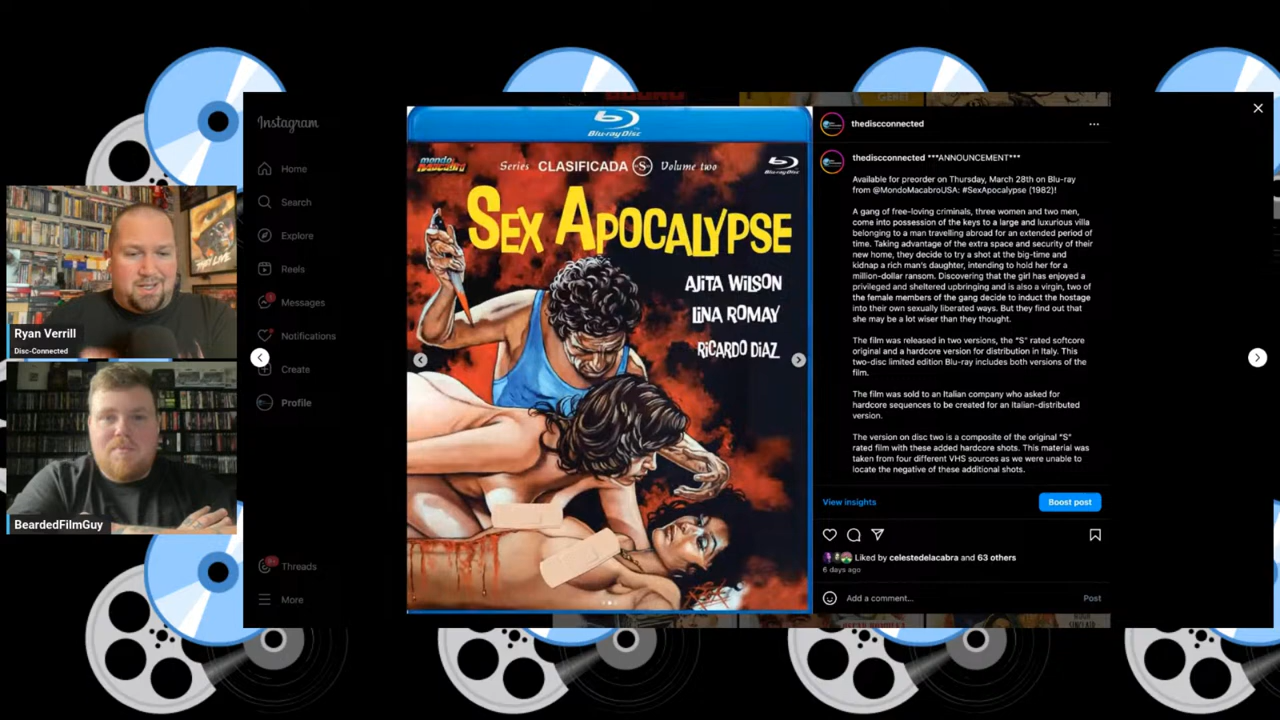 Instagram
Home
Search
Explore
Reels
Messages
Notifications
Create
Profile
Threads
More
Ryan Verrill
Disc-Connected
BeardedFilmGuy
THEY LIVE
Blu-ray Disc
mondo Macabro
Series CLASIFICADA S Volume two
Blu-ray Disc
SEX APOCALYPSE
AJITA WILSON
LINA ROMAY
RICARDO DIAZ
thediscconnected
thediscconnected ***ANNOUNCEMENT***
Available for preorder on Thursday, March 28th on Blu-ray
from @MondoMacabroUSA: #SexApocalypse (1982)!
A gang of free-loving criminals, three women and two men,
come into possession of the keys to a large and luxurious villa
belonging to a man travelling abroad for an extended period of
time. Taking advantage of the extra space and security of their
new home, they decide to try a shot at the big-time and
kidnap a rich man's daughter, intending to hold her for a
million-dollar ransom. Discovering that the girl has enjoyed a
privileged and sheltered upbringing and is also a virgin, two of
the female members of the gang decide to induct the hostage
into their own sexually liberated ways. But they find out that
she may be a lot wiser than they thought.
The film was released in two versions, the "S" rated softcore
original and a hardcore version for distribution in Italy. This
two-disc limited edition Blu-ray includes both versions of the
film.
The film was sold to an Italian company who asked for
hardcore sequences to be created for an Italian-distributed
version.
The version on disc two is a composite of the original "S"
rated film with these added hardcore shots. This material was
taken from four different VHS sources as we were unable to
locate the negative of these additional shots.
View insights
Boost post
Liked by celestedelacabra and 63 others
6 days ago
Add a comment...
Post